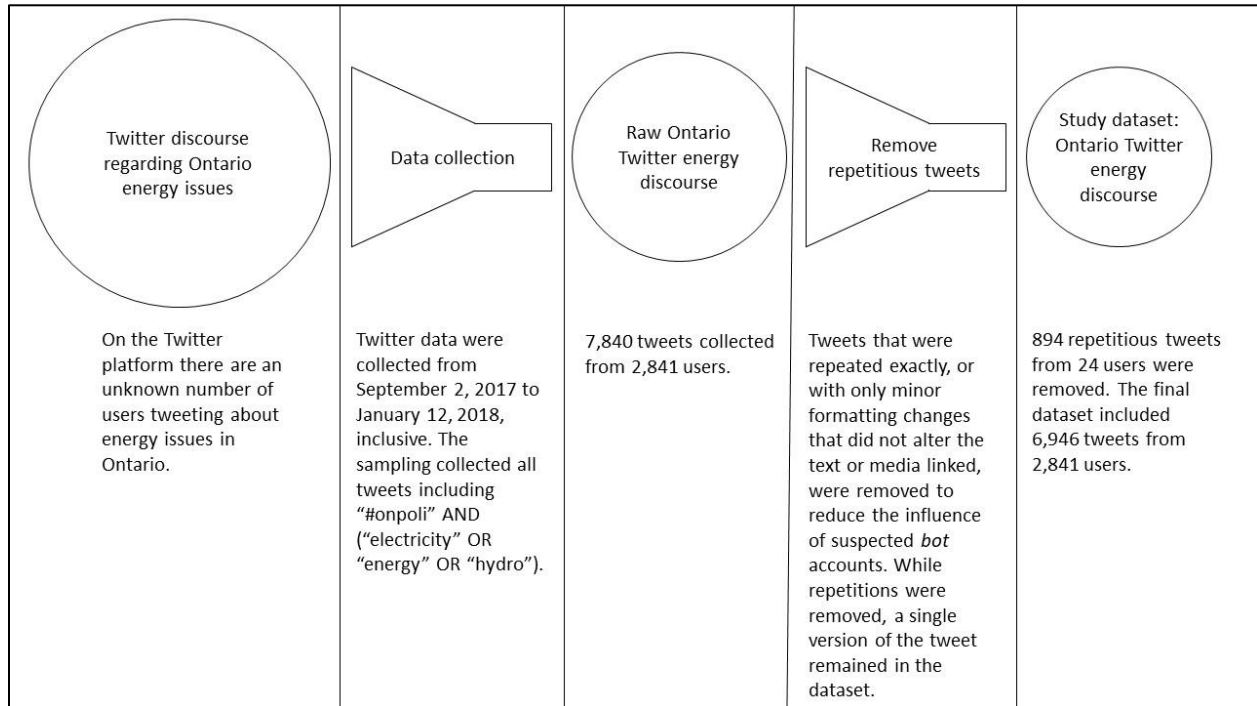 Twitter discourse
regarding Ontario
energy issues
Data collection
Raw Ontario
Twitter energy
discourse
Remove
repetitious tweets
Study dataset:
Ontario Twitter
energy
discourse
On the Twitter
platform there are an
unknown number of
users tweeting about
energy issues in
Ontario.
Twitter data were
collected from
September 2, 2017 to
January 12, 2018,
inclusive. The
sampling collected all
tweets including
“#onpoli” AND
(“electricity” OR
“energy” OR “hydro”).
7,840 tweets collected
from 2,841 users.
Tweets that were
repeated exactly, or
with only minor
formatting changes
that did not alter the
text or media linked,
were removed to
reduce the influence
of suspected bot
accounts. While
repetitions were
removed, a single
version of the tweet
remained in the
dataset.
894 repetitious tweets
from 24 users were
removed. The final
dataset included
6,946 tweets from
2,841 users.